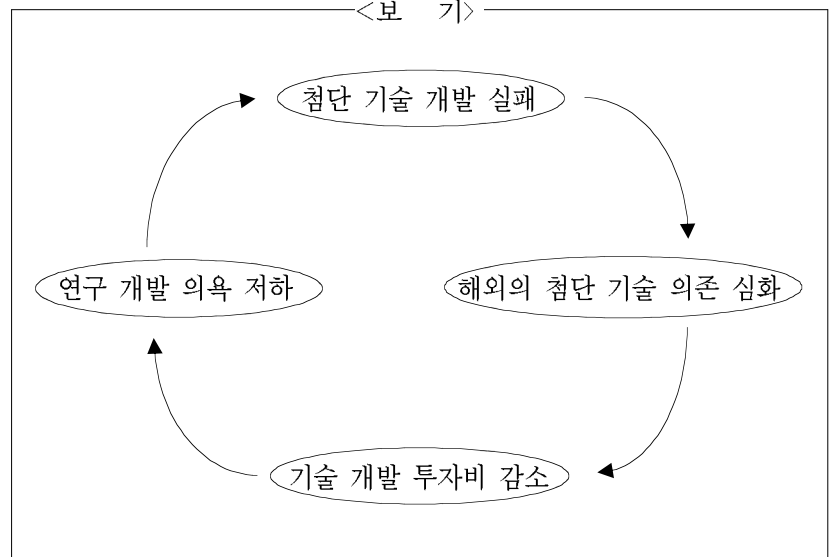 <보 기>
첨단 기술 개발 실패
연구 개발 의욕 저하
해외의 첨단 기술 의존 심화
기술 개발 투자비 감소